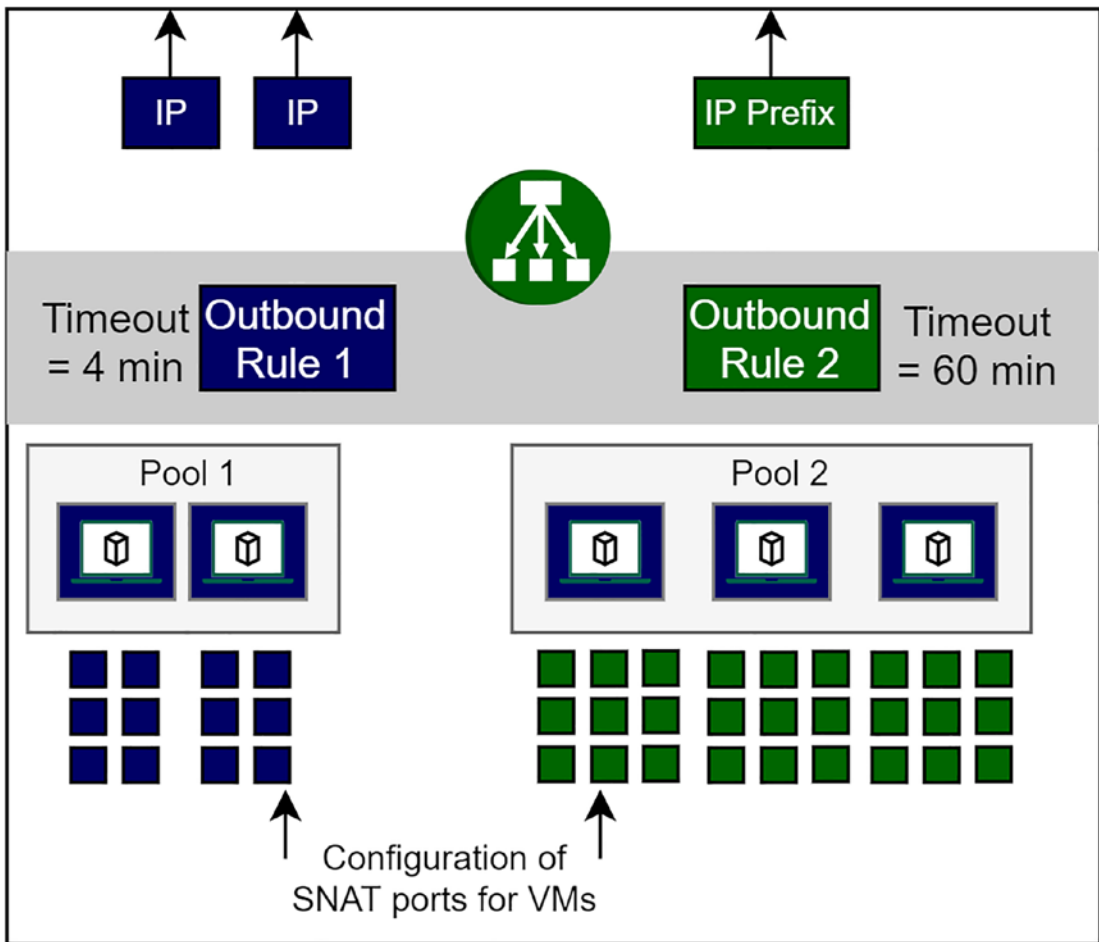 IP
IP
IP Prefix
Timeout
= 4 min
Outbound
Rule 1
Outbound
Rule 2
Timeout
= 60 min
Pool 1
Pool 2
Configuration of
SNAT ports for VMs